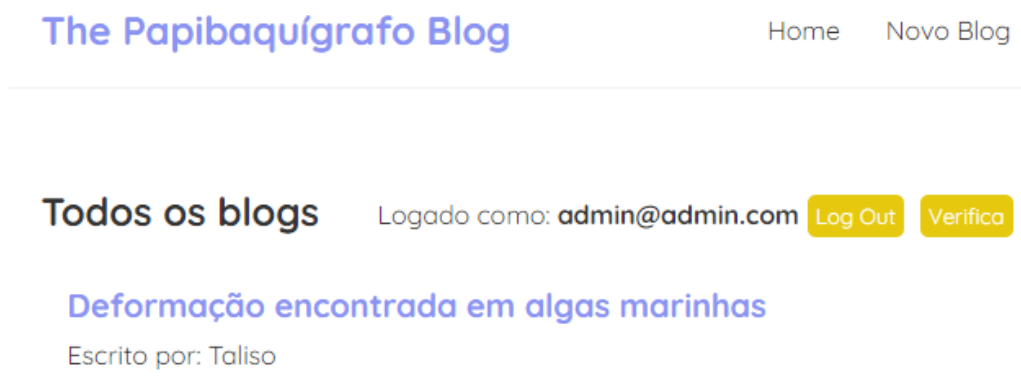 The Papibaquígrafo Blog Home Novo Blog
Todos os blogs Logado como: admin@admin.com Log Out Verifica
Deformação encontrada em algas marinhas
Escrito por: Taliso